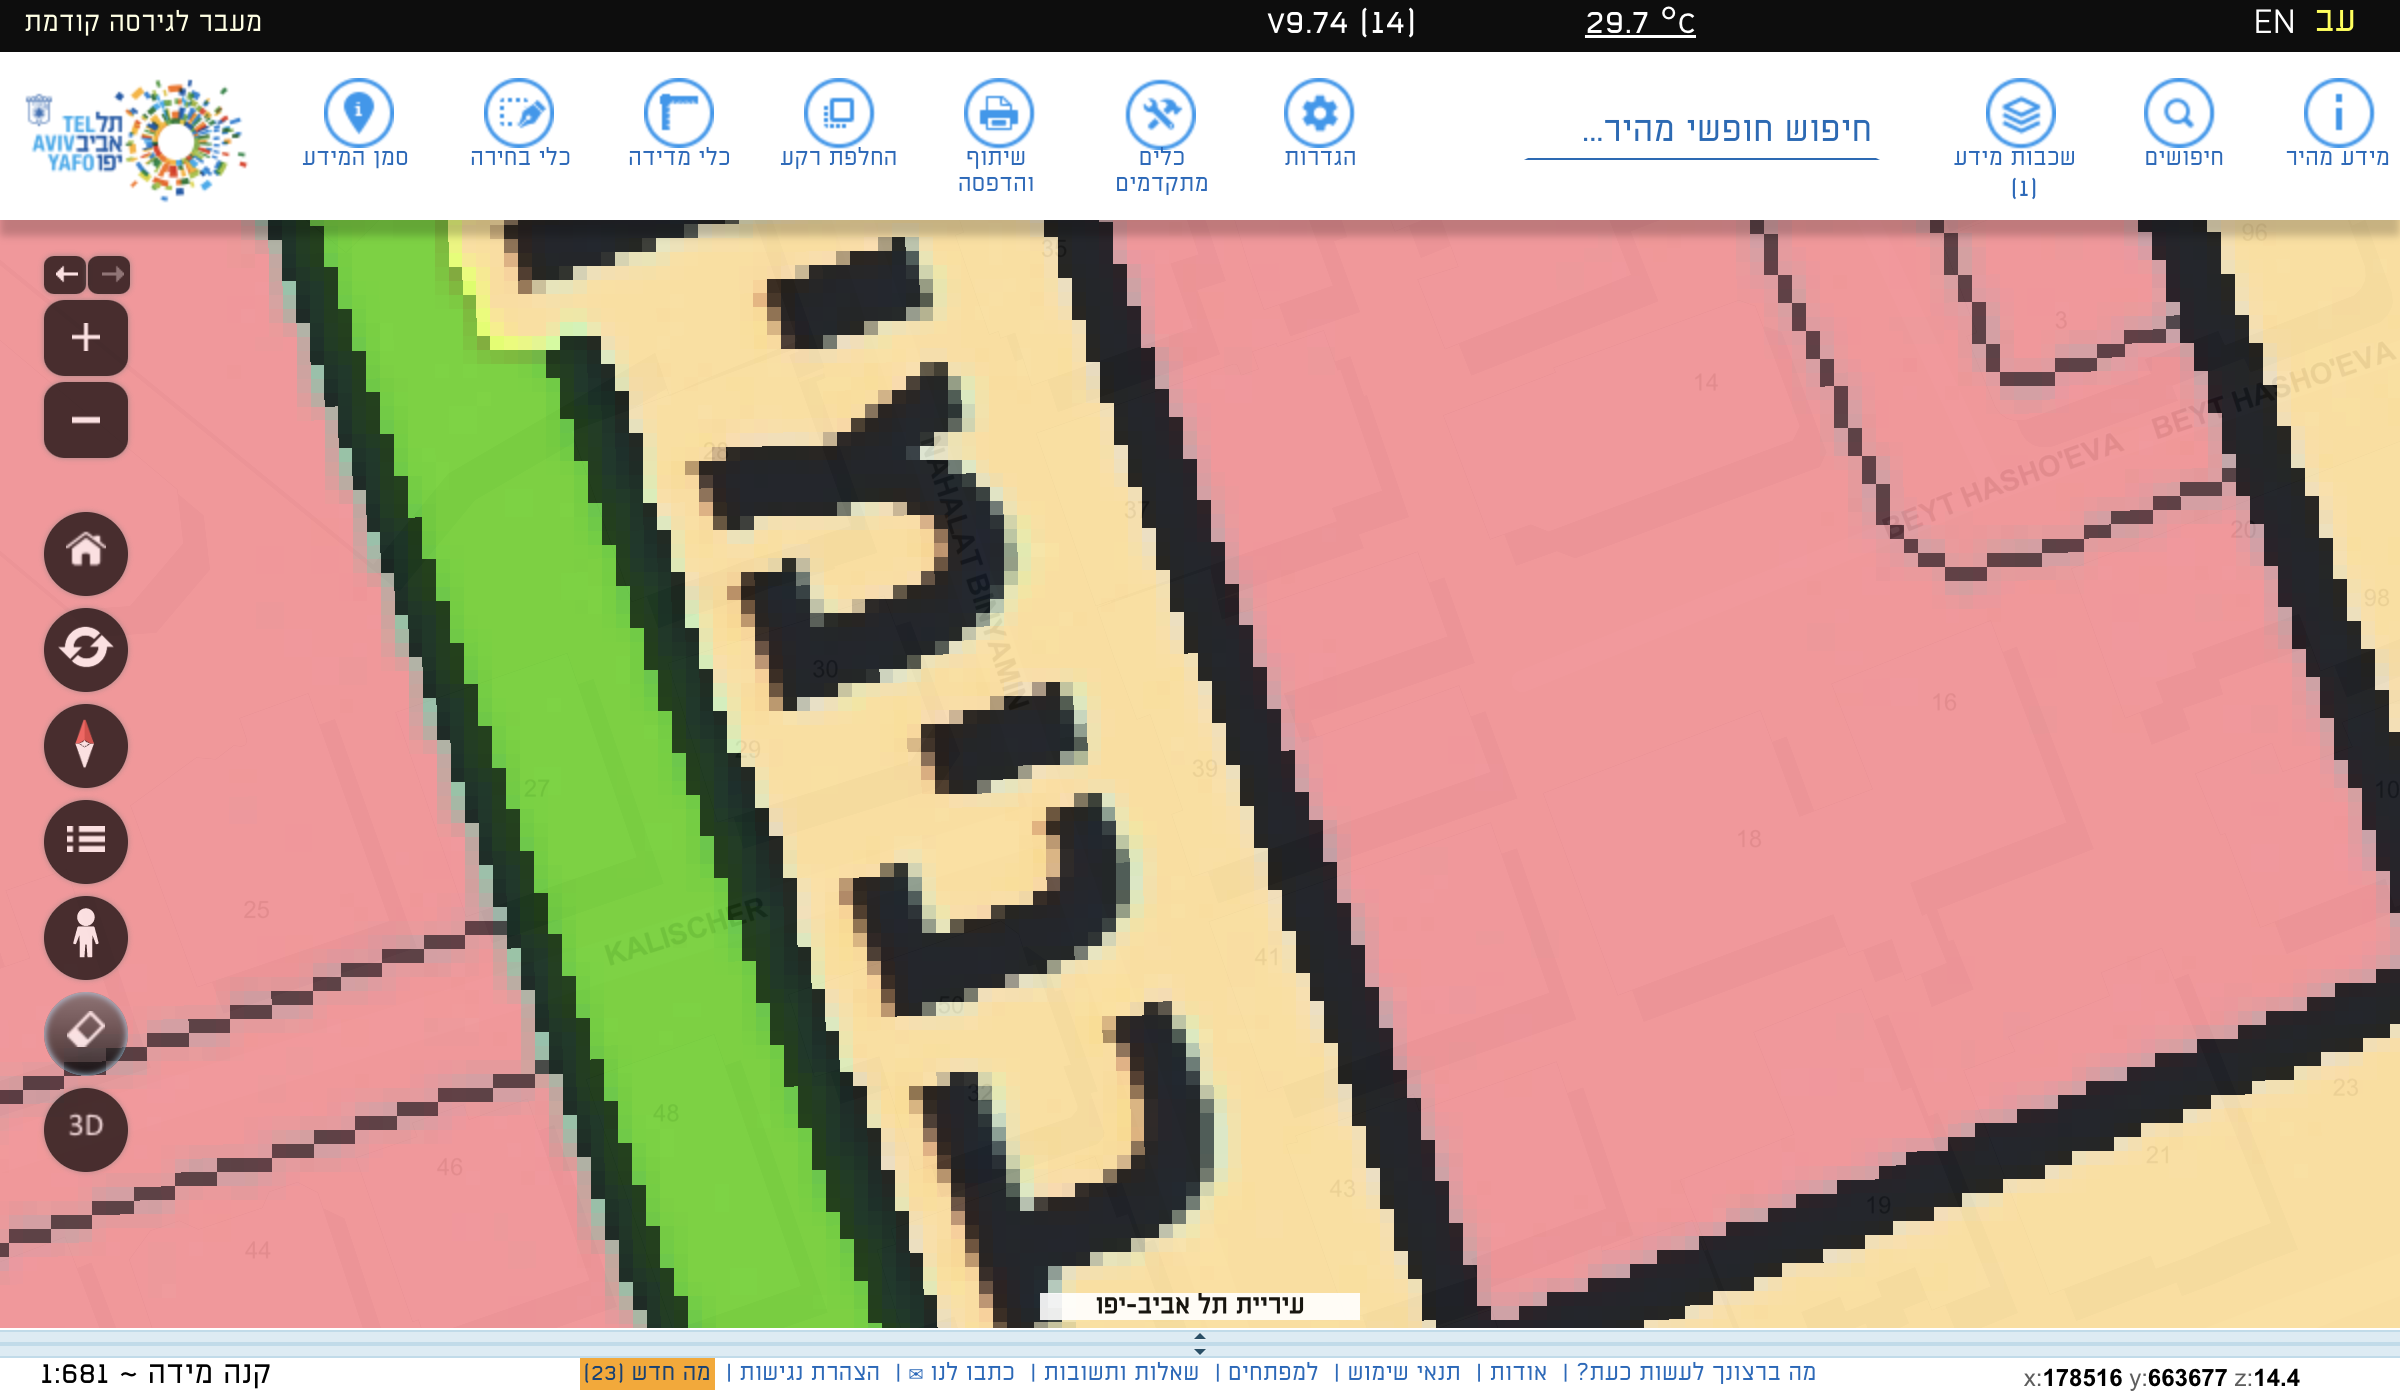 מעבר לגירסה קודמת
V9.74 (14)
29.7 °C
EN עב
תל אביב יפו
TEL AVIV YAFO
סמן המידע
כלי בחירה
כלי מדידה
החלפת רקע
שיתוף והדפסה
כלים מתקדמים
הגדרות
חיפוש חופשי מהיר...
שכבות מידע (1)
חיפושים
מידע מהיר
35
96
3
14
BEYT HASHO'EVA
BEYT HASHO'EVA
28
NAHALAT BINYAMIN
37
20
98
30
16
29
39
27
10
18
25
KALISCHER
41
50
32
48
23
46
21
43
19
44
3D
עיריית תל אביב-יפו
קנה מידה ~ 1:681
מה ברצונך לעשות כעת? | אודות | תנאי שימוש | למפתחים | שאלות ותשובות | כתבו לנו ✉ | הצהרת נגישות | מה חדש (23)
x:178516 y:663677 z:14.4